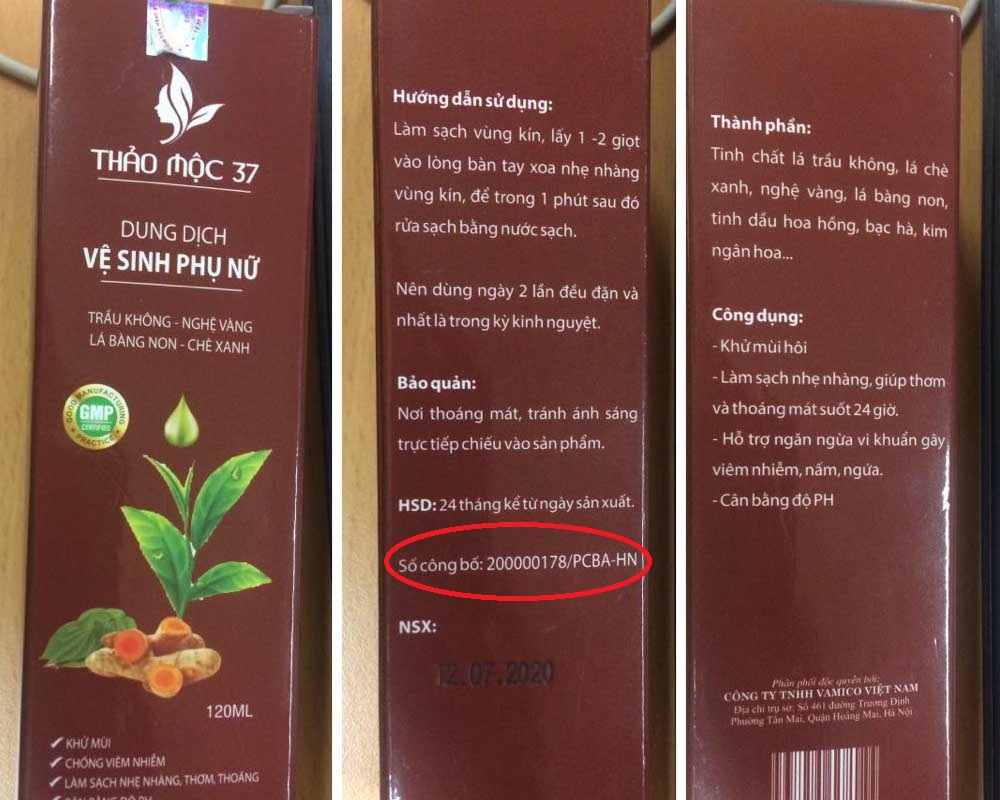 THẢO MỘC 37
DUNG DỊCH
VỆ SINH PHỤ NỮ
TRẦU KHÔNG - NGHỆ VÀNG
LÁ BÀNG NON - CHÈ XANH
GOOD MANUFACTURING
GMP
CERTIFIED
PRACTICE
120ML
KHỬ MÙI
CHỐNG VIÊM NHIỄM
LÀM SẠCH NHẸ NHÀNG, THƠM, THOÁNG
CÂN BẰNG ĐỘ PH
Hướng dẫn sử dụng:
Làm sạch vùng kín, lấy 1 -2 giọt
vào lòng bàn tay xoa nhẹ nhàng
vùng kín, để trong 1 phút sau đó
rửa sạch bằng nước sạch.
Nên dùng ngày 2 lần đều đặn và
nhất là trong kỳ kinh nguyệt.
Bảo quản:
Nơi thoáng mát, tránh ánh sáng
trực tiếp chiếu vào sản phẩm.
HSD: 24 tháng kể từ ngày sản xuất.
Số công bố: 200000178/PCBA-HN
NSX:
12.07.2020
Thành phần:
Tinh chất lá trầu không, lá chè
xanh, nghệ vàng, lá bàng non,
tinh dầu hoa hồng, bạc hà, kim
ngân hoa...
Công dụng:
- Khử mùi hôi
- Làm sạch nhẹ nhàng, giúp thơm
và thoáng mát suốt 24 giờ.
- Hỗ trợ ngăn ngừa vi khuẩn gây
viêm nhiễm, nấm, ngứa.
- Cân bằng độ PH
Phân phối độc quyền bởi:
CÔNG TY TNHH VAMICO VIỆT NAM
Địa chỉ trụ sở: Số 461 đường Trương Định
Phường Tân Mai, Quận Hoàng Mai, Hà Nội